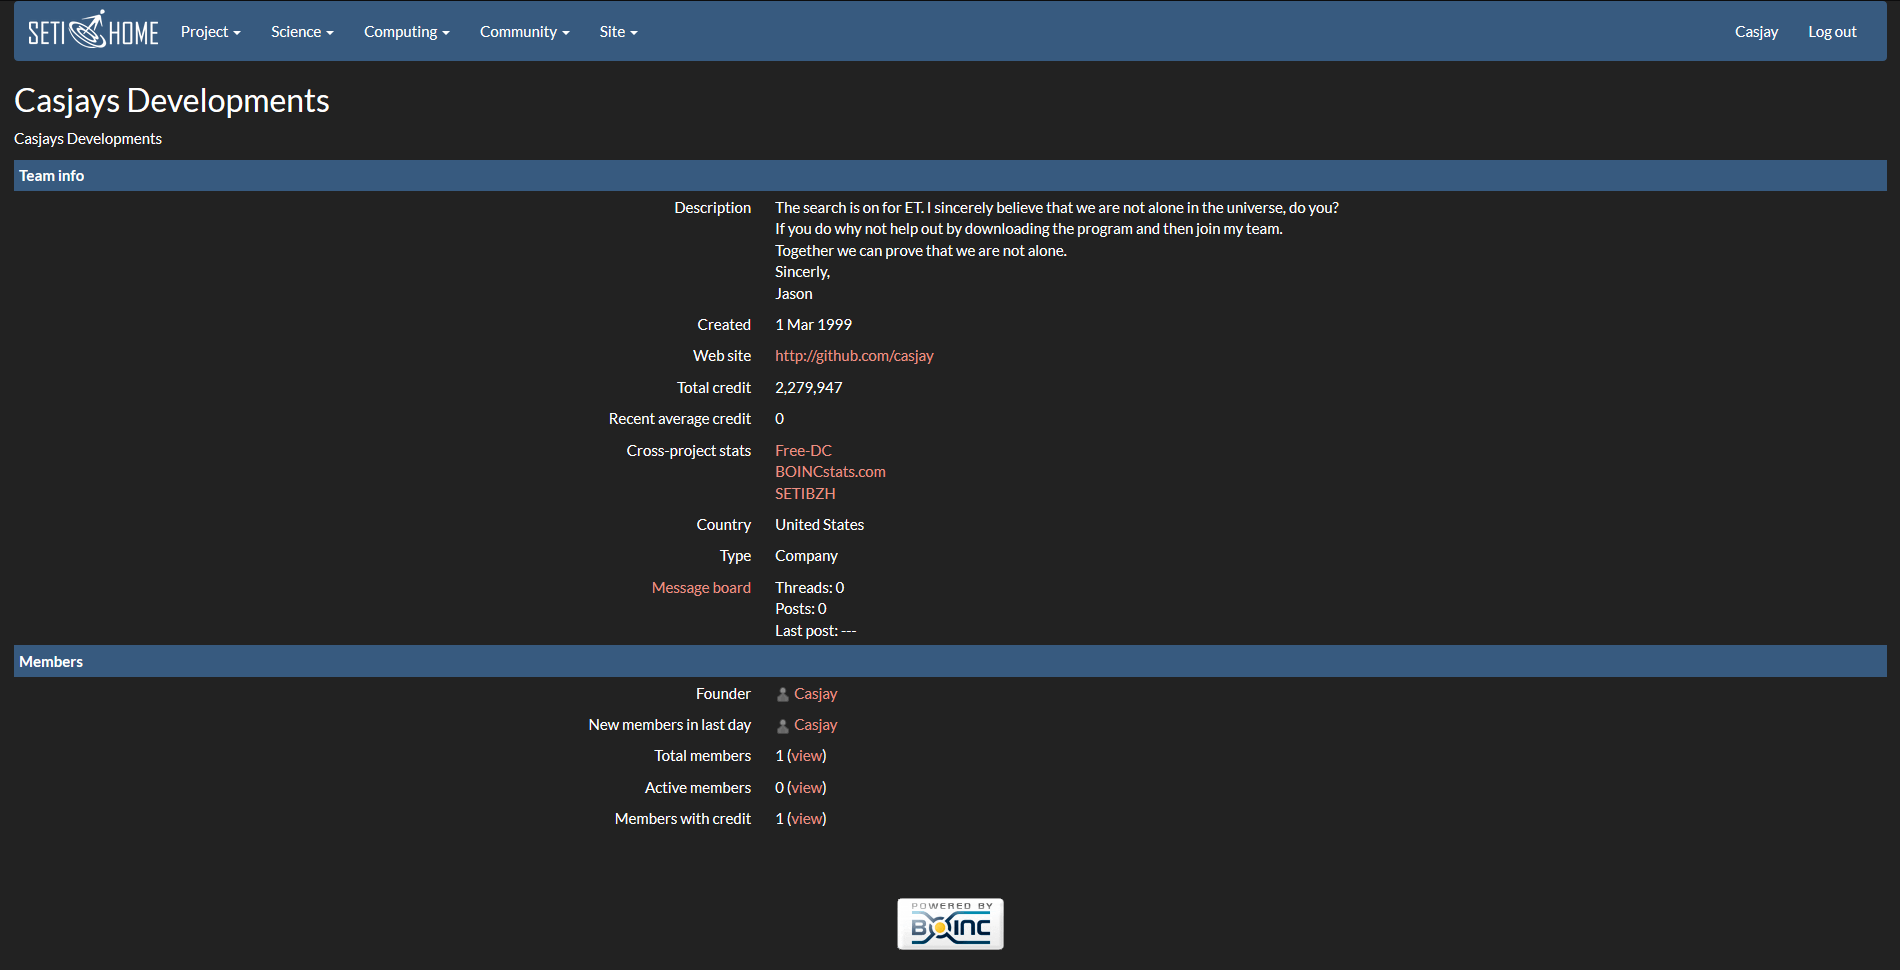 SETI@HOME Project Science Computing Community Site Casjay Log out
Casjays Developments
Casjays Developments
Team info
Description The search is on for ET. I sincerely believe that we are not alone in the universe, do you?
If you do why not help out by downloading the program and then join my team.
Together we can prove that we are not alone.
Sincerly,
Jason
Created 1 Mar 1999
Web site http://github.com/casjay
Total credit 2,279,947
Recent average credit 0
Cross-project stats Free-DC
BOINCstats.com
SETIBZH
Country United States
Type Company
Message board Threads: 0
Posts: 0
Last post: ---
Members
Founder Casjay
New members in last day Casjay
Total members 1 (view)
Active members 0 (view)
Members with credit 1 (view)
POWERED BY
BOINC